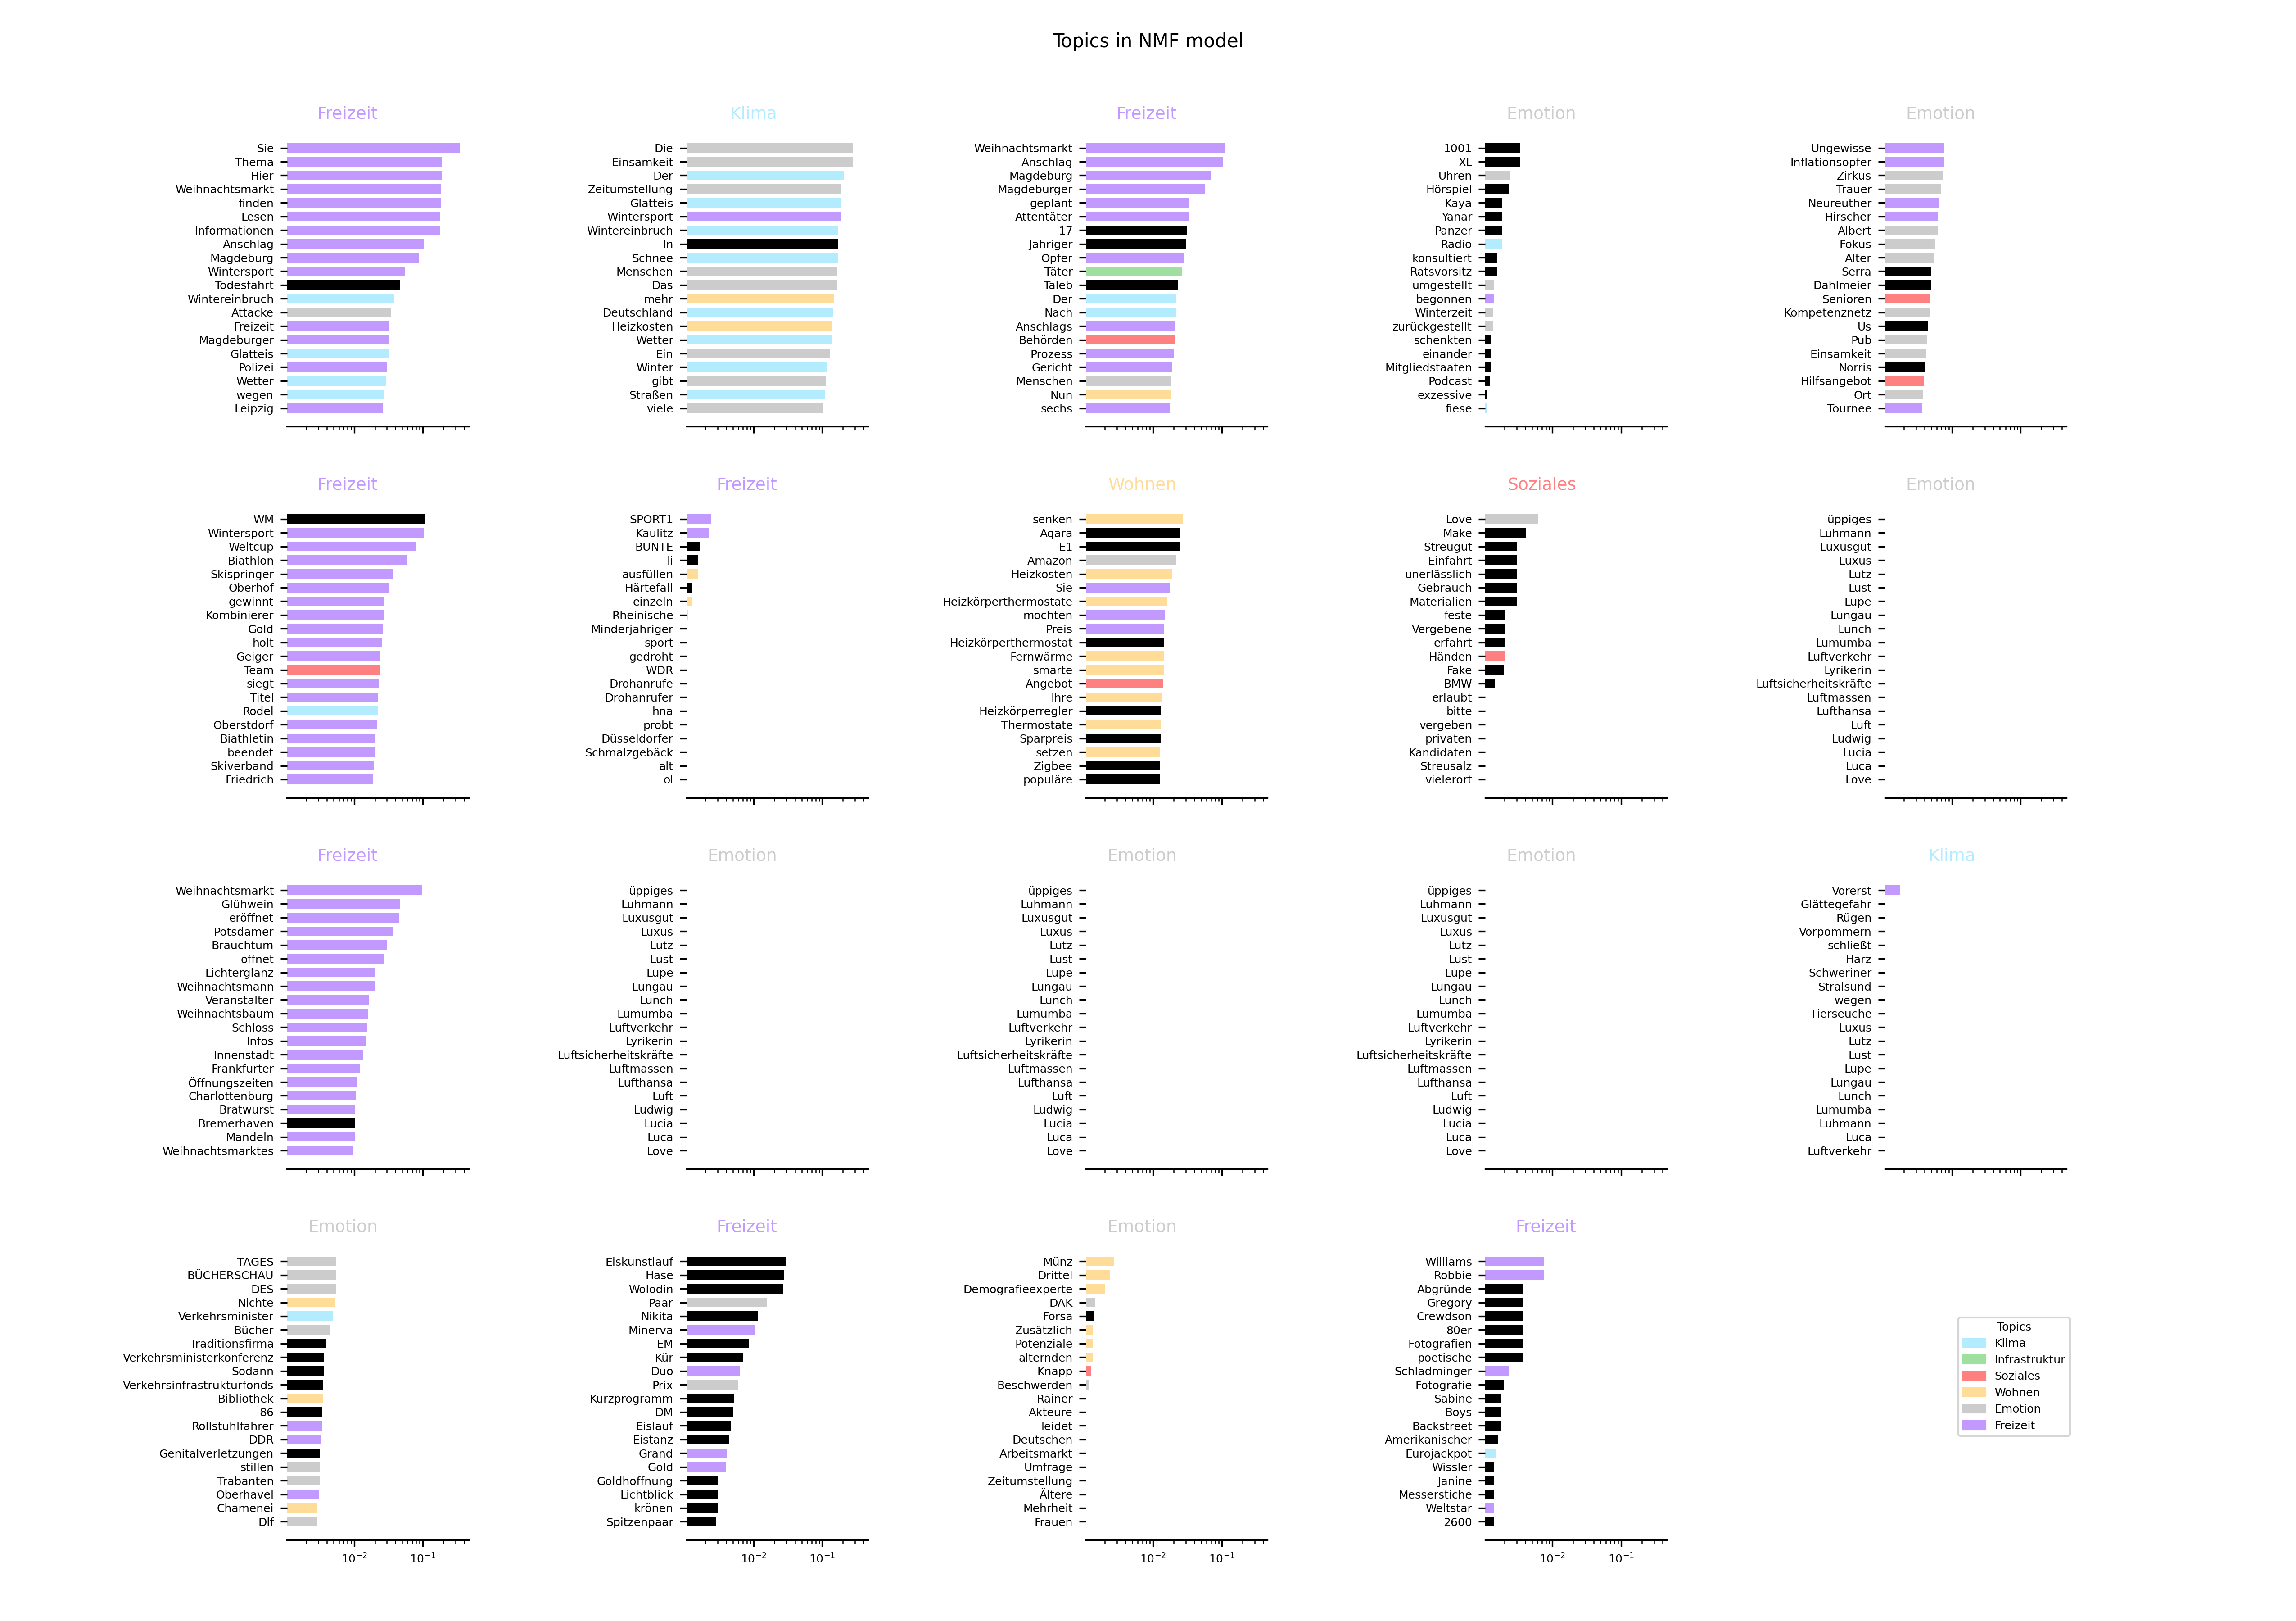 Topics in NMF model
Freizeit
Sie
Thema
Hier
Weihnachtsmarkt
finden
Lesen
Informationen
Anschlag
Magdeburg
Wintersport
Todesfahrt
Wintereinbruch
Attacke
Freizeit
Magdeburger
Glatteis
Polizei
Wetter
wegen
Leipzig
Klima
Die
Einsamkeit
Der
Zeitumstellung
Glatteis
Wintersport
Wintereinbruch
In
Schnee
Menschen
Das
mehr
Deutschland
Heizkosten
Wetter
Ein
Winter
gibt
Straßen
viele
Freizeit
Weihnachtsmarkt
Anschlag
Magdeburg
Magdeburger
geplant
Attentäter
17
Jähriger
Opfer
Täter
Taleb
Der
Nach
Anschlags
Behörden
Prozess
Gericht
Menschen
Nun
sechs
Emotion
1001
XL
Uhren
Hörspiel
Kaya
Yanar
Panzer
Radio
konsultiert
Ratsvorsitz
umgestellt
begonnen
Winterzeit
zurückgestellt
schenkten
einander
Mitgliedstaaten
Podcast
exzessive
fiese
Emotion
Ungewisse
Inflationsopfer
Zirkus
Trauer
Neureuther
Hirscher
Albert
Fokus
Alter
Serra
Dahlmeier
Senioren
Kompetenznetz
Us
Pub
Einsamkeit
Norris
Hilfsangebot
Ort
Tournee
Freizeit
WM
Wintersport
Weltcup
Biathlon
Skispringer
Oberhof
gewinnt
Kombinierer
Gold
holt
Geiger
Team
siegt
Titel
Rodel
Oberstdorf
Biathletin
beendet
Skiverband
Friedrich
Freizeit
SPORT1
Kaulitz
BUNTE
li
ausfüllen
Härtefall
einzeln
Rheinische
Minderjähriger
sport
gedroht
WDR
Drohanrufe
Drohanrufer
hna
probt
Düsseldorfer
Schmalzgebäck
alt
ol
Wohnen
senken
Aqara
E1
Amazon
Heizkosten
Sie
Heizkörperthermostate
möchten
Preis
Heizkörperthermostat
Fernwärme
smarte
Angebot
Ihre
Heizkörperregler
Thermostate
Sparpreis
setzen
Zigbee
populäre
Soziales
Love
Make
Streugut
Einfahrt
unerlässlich
Gebrauch
Materialien
feste
Vergebene
erfahrt
Händen
Fake
BMW
erlaubt
bitte
vergeben
privaten
Kandidaten
Streusalz
vielerort
Emotion
üppiges
Luhmann
Luxusgut
Luxus
Lutz
Lust
Lupe
Lungau
Lunch
Lumumba
Luftverkehr
Lyrikerin
Luftsicherheitskräfte
Luftmassen
Lufthansa
Luft
Ludwig
Lucia
Luca
Love
Freizeit
Weihnachtsmarkt
Glühwein
eröffnet
Potsdamer
Brauchtum
öffnet
Lichterglanz
Weihnachtsmann
Veranstalter
Weihnachtsbaum
Schloss
Infos
Innenstadt
Frankfurter
Öffnungszeiten
Charlottenburg
Bratwurst
Bremerhaven
Mandeln
Weihnachtsmarktes
Emotion
üppiges
Luhmann
Luxusgut
Luxus
Lutz
Lust
Lupe
Lungau
Lunch
Lumumba
Luftverkehr
Lyrikerin
Luftsicherheitskräfte
Luftmassen
Lufthansa
Luft
Ludwig
Lucia
Luca
Love
Emotion
üppiges
Luhmann
Luxusgut
Luxus
Lutz
Lust
Lupe
Lungau
Lunch
Lumumba
Luftverkehr
Lyrikerin
Luftsicherheitskräfte
Luftmassen
Lufthansa
Luft
Ludwig
Lucia
Luca
Love
Emotion
üppiges
Luhmann
Luxusgut
Luxus
Lutz
Lust
Lupe
Lungau
Lunch
Lumumba
Luftverkehr
Lyrikerin
Luftsicherheitskräfte
Luftmassen
Lufthansa
Luft
Ludwig
Lucia
Luca
Love
Klima
Vorerst
Glättegefahr
Rügen
Vorpommern
schließt
Harz
Schweriner
Stralsund
wegen
Tierseuche
Luxus
Lutz
Lust
Lupe
Lungau
Lunch
Lumumba
Luhmann
Luca
Luftverkehr
Emotion
TAGES
BÜCHERSCHAU
DES
Nichte
Verkehrsminister
Bücher
Traditionsfirma
Verkehrsministerkonferenz
Sodann
Verkehrsinfrastrukturfonds
Bibliothek
86
Rollstuhlfahrer
DDR
Genitalverletzungen
stillen
Trabanten
Oberhavel
Chamenei
Dlf
10⁻² 10⁻¹
Freizeit
Eiskunstlauf
Hase
Wolodin
Paar
Nikita
Minerva
EM
Kür
Duo
Prix
Kurzprogramm
DM
Eislauf
Eistanz
Grand
Gold
Goldhoffnung
Lichtblick
krönen
Spitzenpaar
10⁻² 10⁻¹
Emotion
Münz
Drittel
Demografieexperte
DAK
Forsa
Zusätzlich
Potenziale
alternden
Knapp
Beschwerden
Rainer
Akteure
leidet
Deutschen
Arbeitsmarkt
Umfrage
Zeitumstellung
Ältere
Mehrheit
Frauen
10⁻² 10⁻¹
Freizeit
Williams
Robbie
Abgründe
Gregory
Crewdson
80er
Fotografien
poetische
Schladminger
Fotografie
Sabine
Boys
Backstreet
Amerikanischer
Eurojackpot
Wissler
Janine
Messerstiche
Weltstar
2600
10⁻² 10⁻¹
Topics
Klima
Infrastruktur
Soziales
Wohnen
Emotion
Freizeit